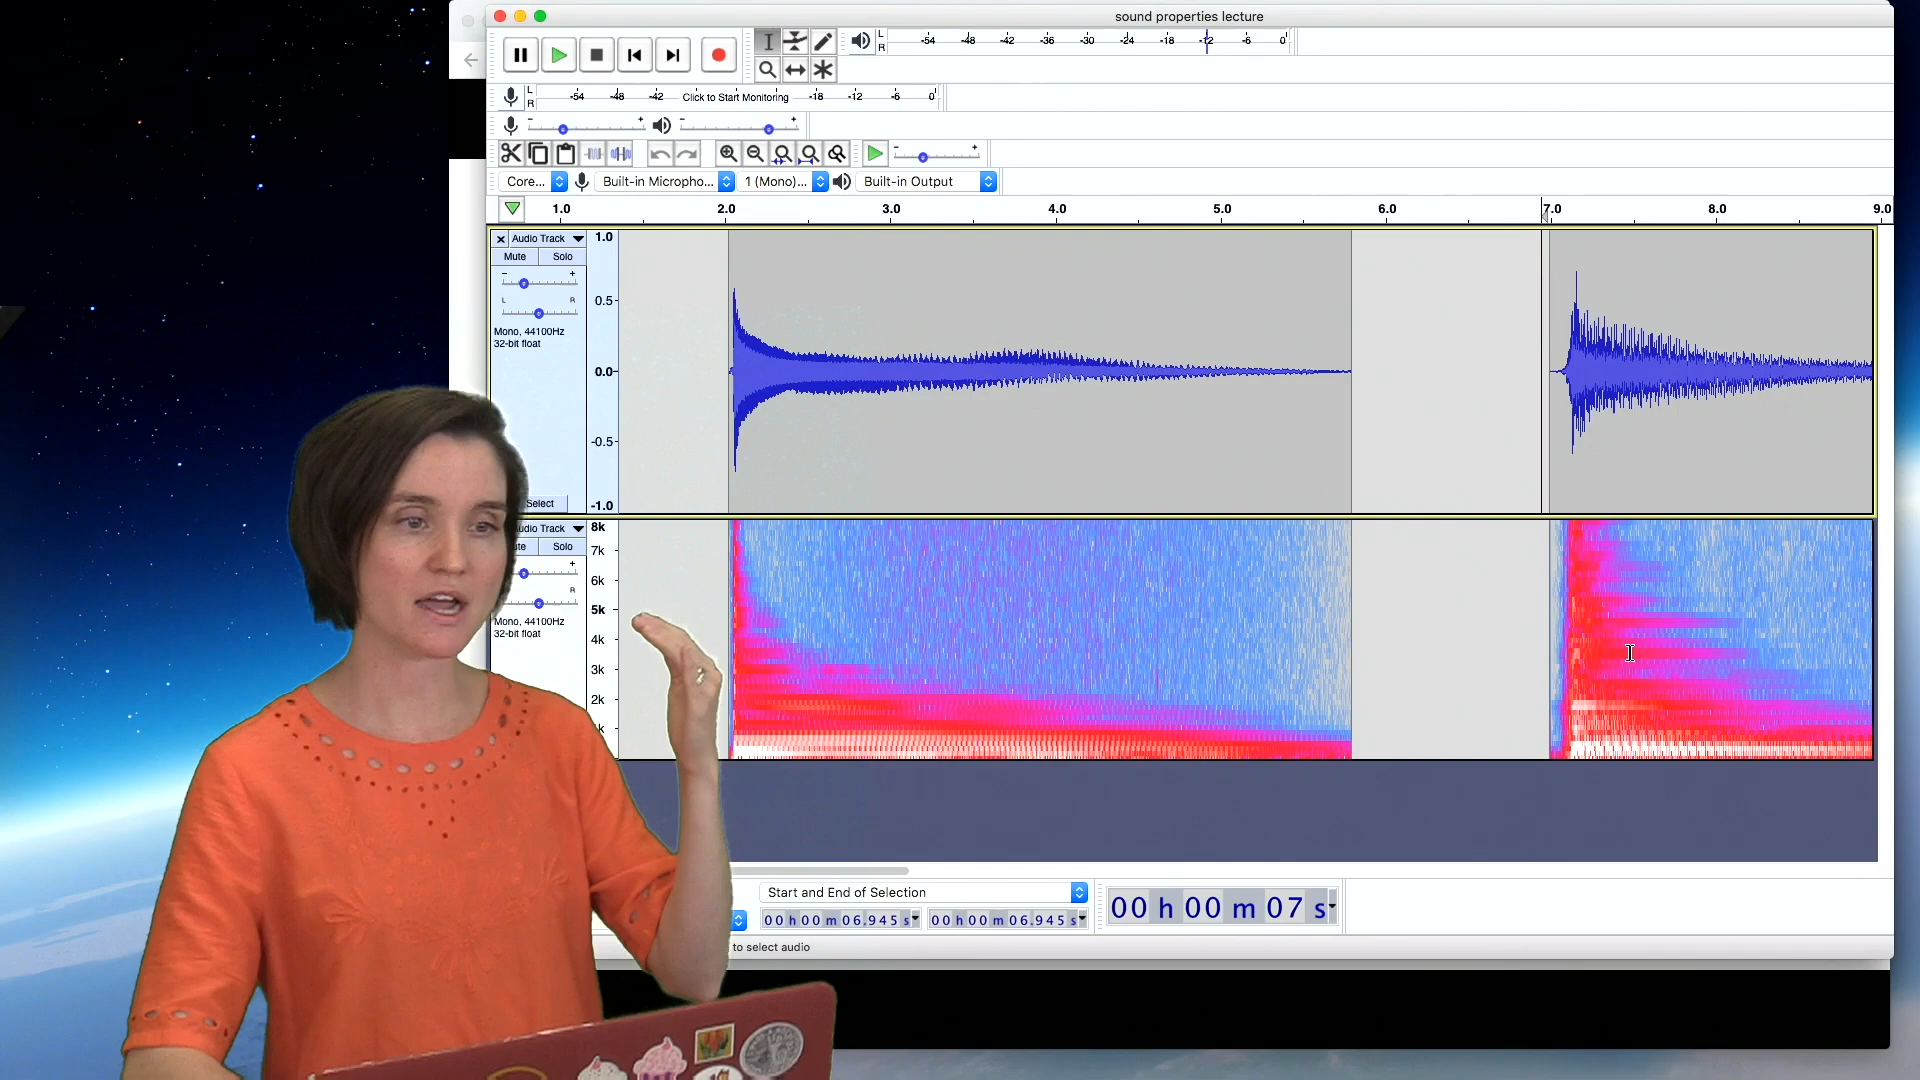 sound properties lecture
L
R
-54 -48 -42 -36 -30 -24 -18 -12 -6 0
L
R
-54 -48 -42 Click to Start Monitoring -18 -12 -6 0
- + - +
- +
Core... Built-in Micropho... 1 (Mono)... Built-in Output
1.0 2.0 3.0 4.0 5.0 6.0 7.0 8.0 9.0
Audio Track
Mute Solo
- +
L R
Mono, 44100Hz
32-bit float
Select
1.0
0.5
0.0
-0.5
-1.0
udio Track
ute Solo
+
R
Mono, 44100Hz
32-bit float
8k
7k
6k
5k
4k
3k
2k
k
Start and End of Selection
00 h 00 m 06.945 s 00 h 00 m 06.945 s
00 h 00 m 07 s
to select audio